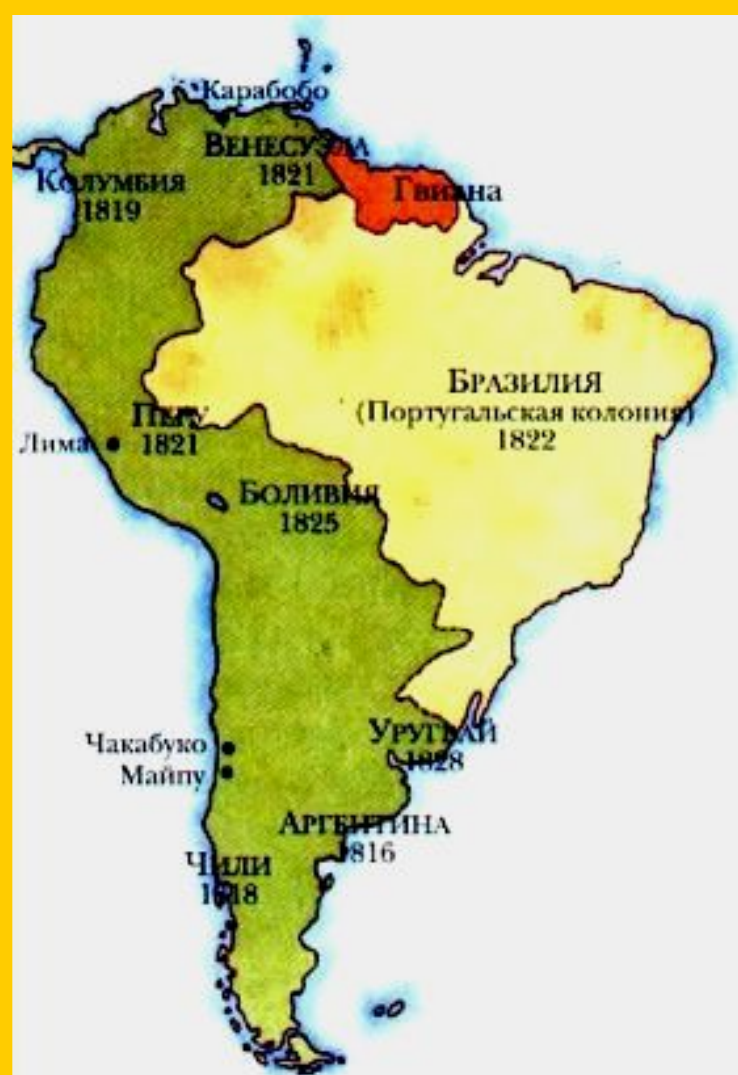 Карабобо
ВЕНЕСУЭЛА
1821
Гвиана
КОЛУМБИЯ
1819
БРАЗИЛИЯ
(Португальская колония)
1822
ПЕРУ
1821
Лима
БОЛИВИЯ
1825
Чакабуко
Майпу
УРУГВАЙ
1828
АРГЕНТИНА
1816
ЧИЛИ
1818